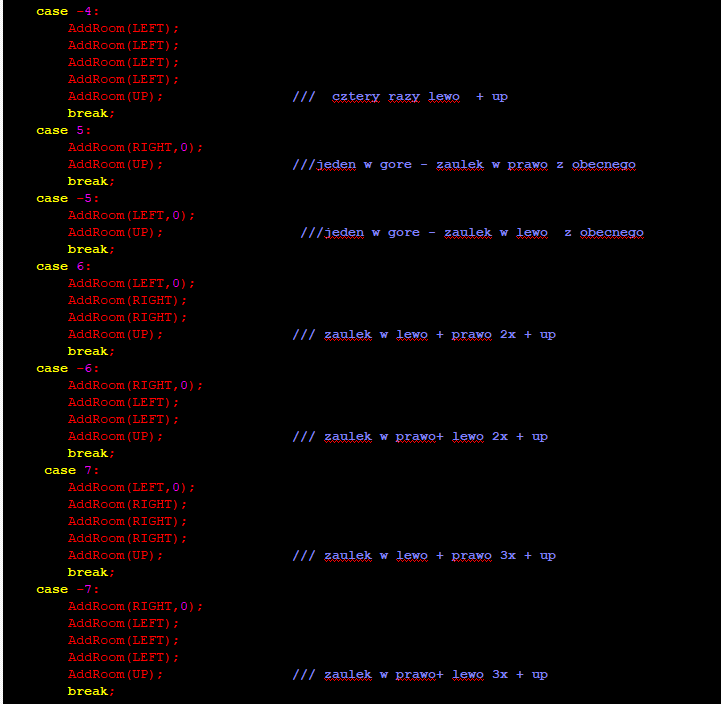 case -4:
AddRoom(LEFT);
AddRoom(LEFT);
AddRoom(LEFT);
AddRoom(LEFT);
AddRoom(UP); /// cztery razy lewo + up
break;
case 5:
AddRoom(RIGHT,0);
AddRoom(UP); ///jeden w gore - zaulek w prawo z obecnego
break;
case -5:
AddRoom(LEFT,0);
AddRoom(UP); ///jeden w gore - zaulek w lewo z obecnego
break;
case 6:
AddRoom(LEFT,0);
AddRoom(RIGHT);
AddRoom(RIGHT);
AddRoom(UP); /// zaulek w lewo + prawo 2x + up
break;
case -6:
AddRoom(RIGHT,0);
AddRoom(LEFT);
AddRoom(LEFT);
AddRoom(UP); /// zaulek w prawo+ lewo 2x + up
break;
case 7:
AddRoom(LEFT,0);
AddRoom(RIGHT);
AddRoom(RIGHT);
AddRoom(RIGHT);
AddRoom(UP); /// zaulek w lewo + prawo 3x + up
break;
case -7:
AddRoom(RIGHT,0);
AddRoom(LEFT);
AddRoom(LEFT);
AddRoom(LEFT);
AddRoom(UP); /// zaulek w prawo+ lewo 3x + up
break;